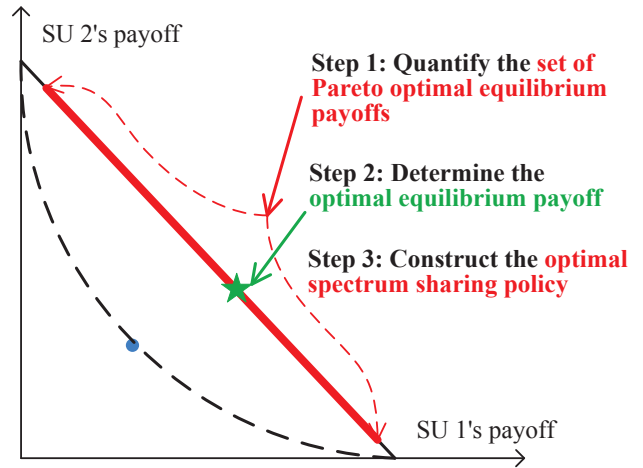 SU 2's payoff
Step 1: Quantify the set of
Pareto optimal equilibrium
payoffs
Step 2: Determine the
optimal equilibrium payoff
Step 3: Construct the optimal
spectrum sharing policy
SU 1's payoff